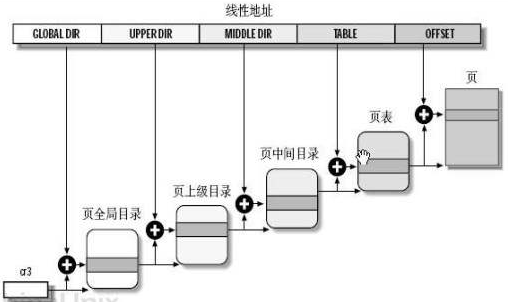 线性地址
GLOBAL DIR UPPER DIR MIDDLE DIR TABLE OFFSET
页
页表
页中间目录
页上级目录
页全局目录
cr3